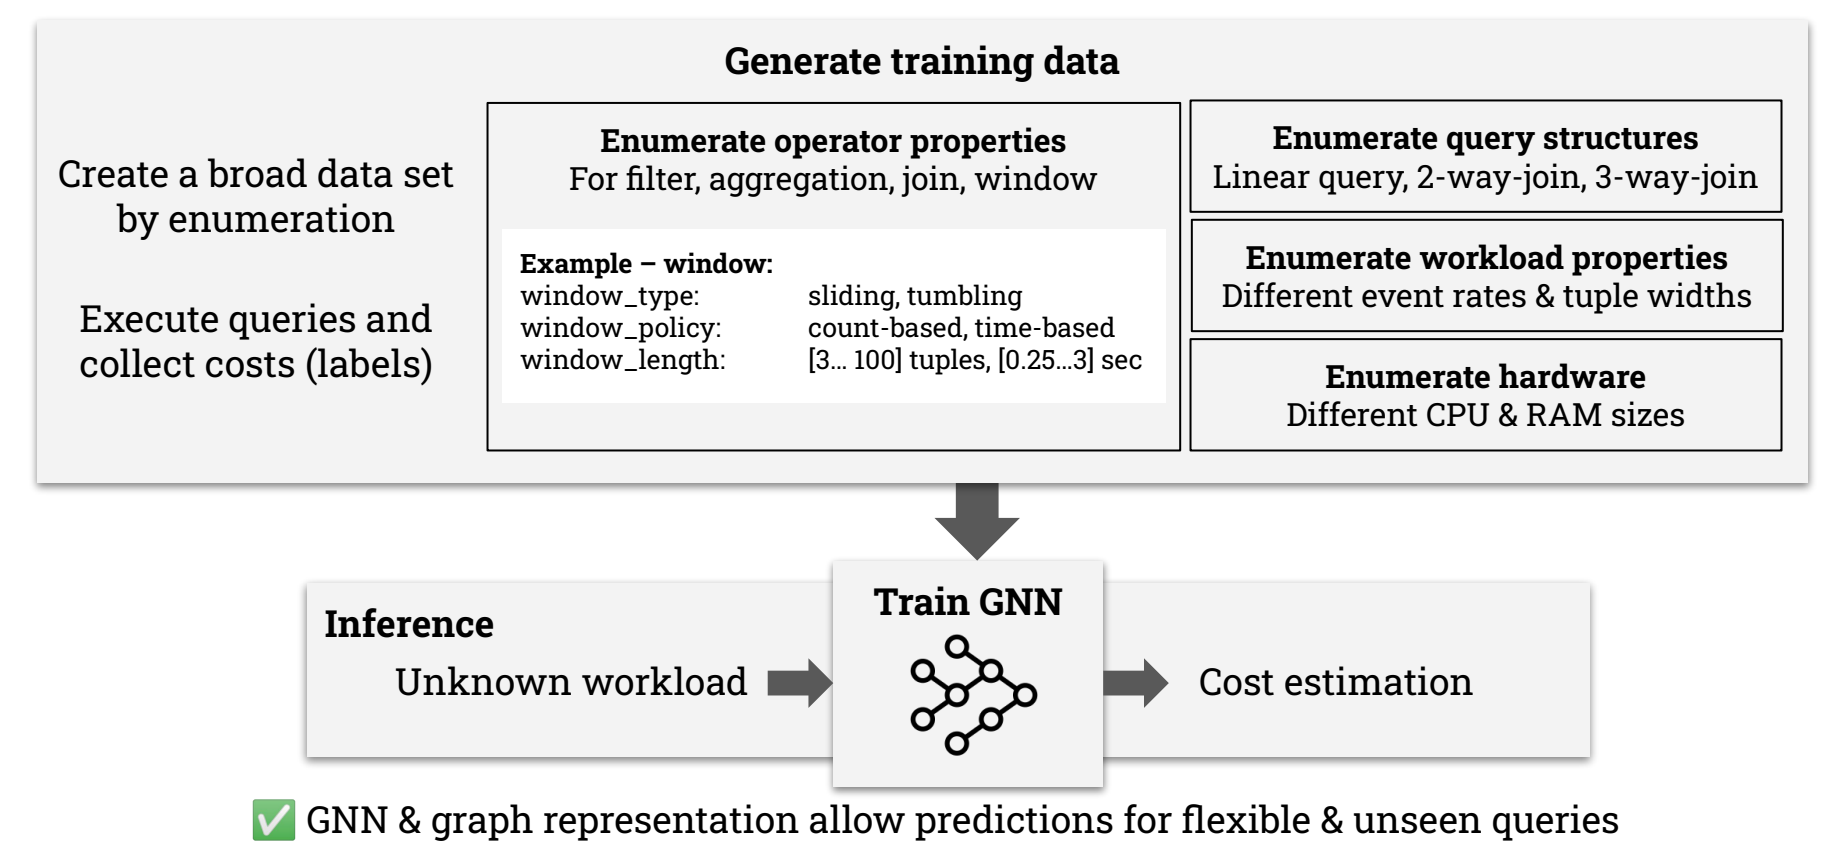 Generate training data
Create a broad data set
by enumeration
Execute queries and
collect costs (labels)
Enumerate operator properties
For filter, aggregation, join, window
Example – window:
window_type: sliding, tumbling
window_policy: count-based, time-based
window_length: [3... 100] tuples, [0.25...3] sec
Enumerate query structures
Linear query, 2-way-join, 3-way-join
Enumerate workload properties
Different event rates & tuple widths
Enumerate hardware
Different CPU & RAM sizes
Inference
Unknown workload
Train GNN
Cost estimation
✅ GNN & graph representation allow predictions for flexible & unseen queries